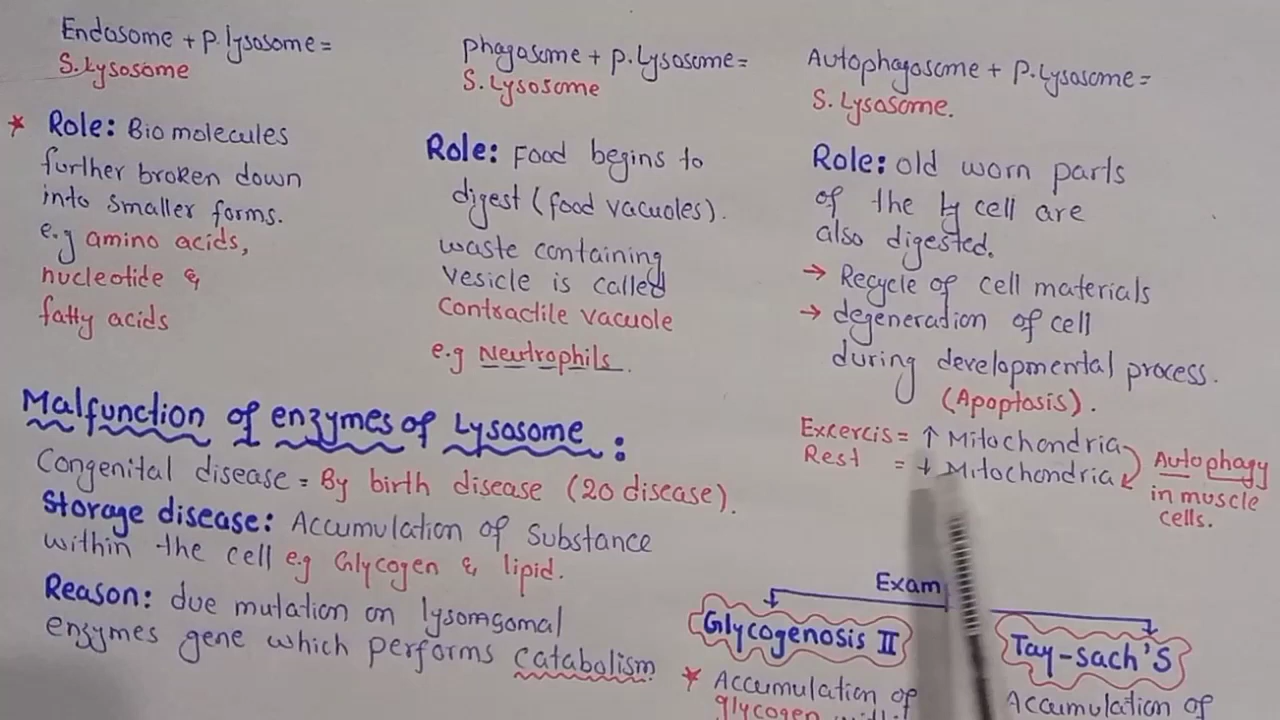 Endosome + p. lysosome =
S. Lysosome
* Role: Bio molecules
further broken down
into smaller forms.
e.g amino acids,
nucleotide &
fatty acids
phagosome + p. Lysosome =
S. Lysosome
Role: Food begins to
digest (food vacuoles).
waste containing
vesicle is called
contractile vacuole
e.g Neutrophils.
Autophagosome + P. Lysosome =
S. Lysosome.
Role: old worn parts
of the cell are
also digested.
→ Recycle of cell materials
→ degeneration of cell
during developmental process.
(Apoptosis).
Excercis = ↑ Mitochondria
Rest = ↓ Mitochondria
Autophagy
in muscle
cells.
Malfunction of enzymes of Lysosome :
Congenital disease = By birth disease (20 disease).
Storage disease: Accumulation of Substance
within the cell e.g Glycogen & lipid.
Reason: due mutation on lysomgomal
enzymes gene which performs catabolism
Exam
Glycogenosis II
* Accumulation of
glycogen
Tay-sach's
Accumulation of